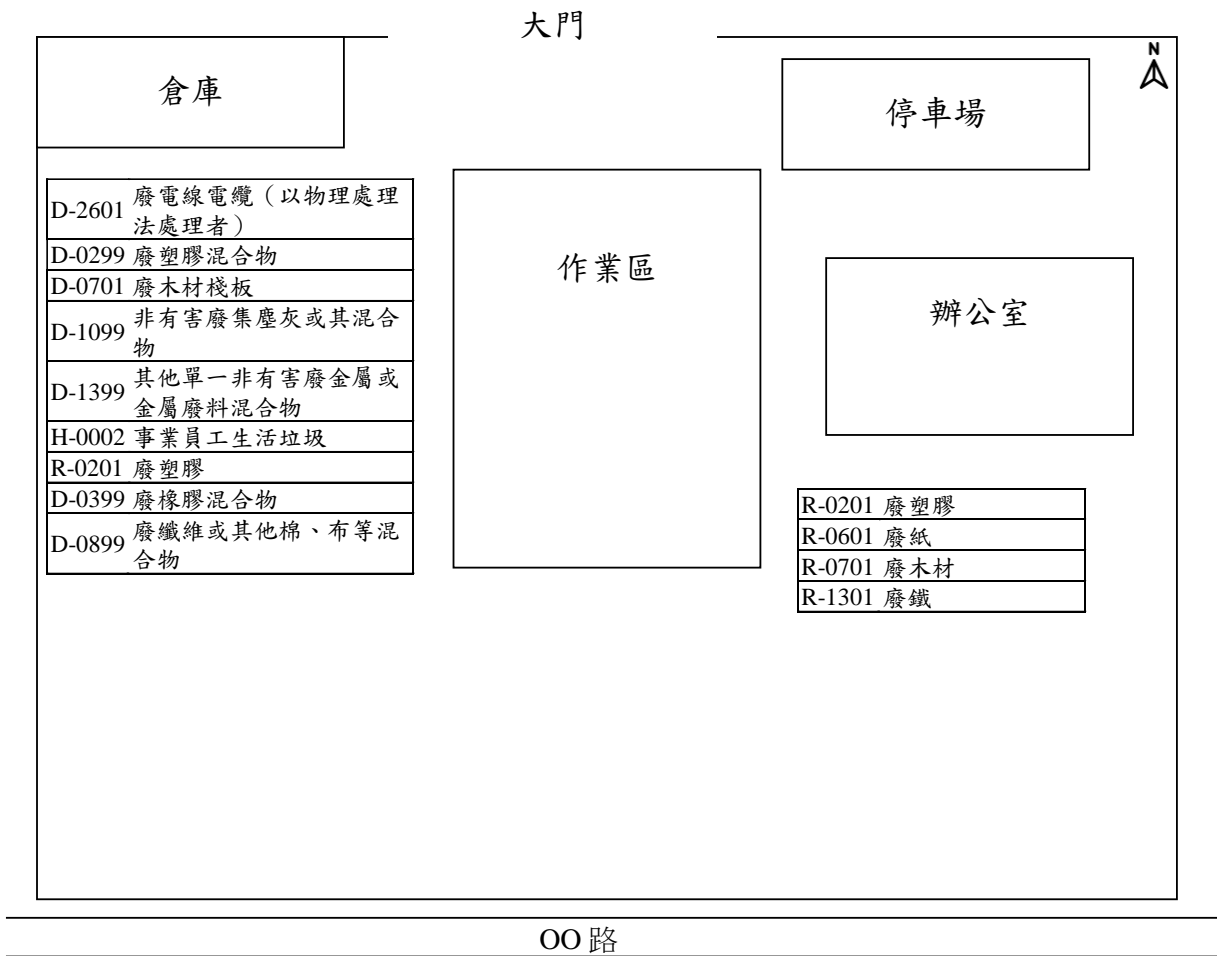 大門
N
倉庫
停車場
D-2601 廢電線電纜（以物理處理
法處理者）
D-0299 廢塑膠混合物
D-0701 廢木材棧板
D-1099 非有害廢集塵灰或其混合
物
D-1399 其他單一非有害廢金屬或
金屬廢料混合物
H-0002 事業員工生活垃圾
R-0201 廢塑膠
D-0399 廢橡膠混合物
D-0899 廢纖維或其他棉、布等混
合物
作業區
辦公室
R-0201 廢塑膠
R-0601 廢紙
R-0701 廢木材
R-1301 廢鐵
OO 路